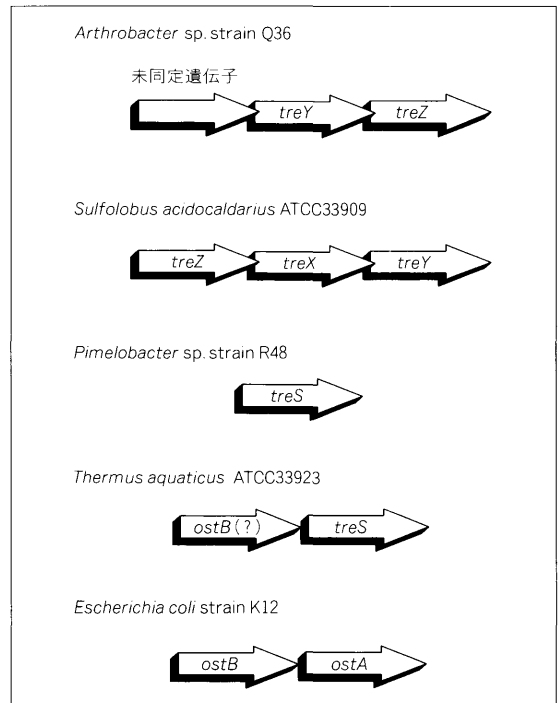 Arthrobacter sp. strain Q36
未同定遺伝子
treY treZ
Sulfolobus acidocaldarius ATCC33909
treZ treX treY
Pimelobacter sp. strain R48
treS
Thermus aquaticus ATCC33923
ostB (?) treS
Escherichia coli strain K12
ostB ostA